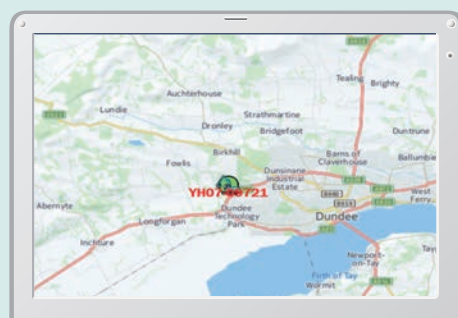 Tealing
Brighty
Auchterhouse
Lundie
Strathmartine
Dronley
Bridgefoot
Duntrune
Birkhill
Barns of
Claverhouse
Fowlis
Ballumbie
Dunsinane
Industrial
Estate
West
Ferry
Abernyte
Dundee
Technology
Park
Longforgan
Dundee
Inchture
Newport-
on-Tay
Firth of Tay
Wormit